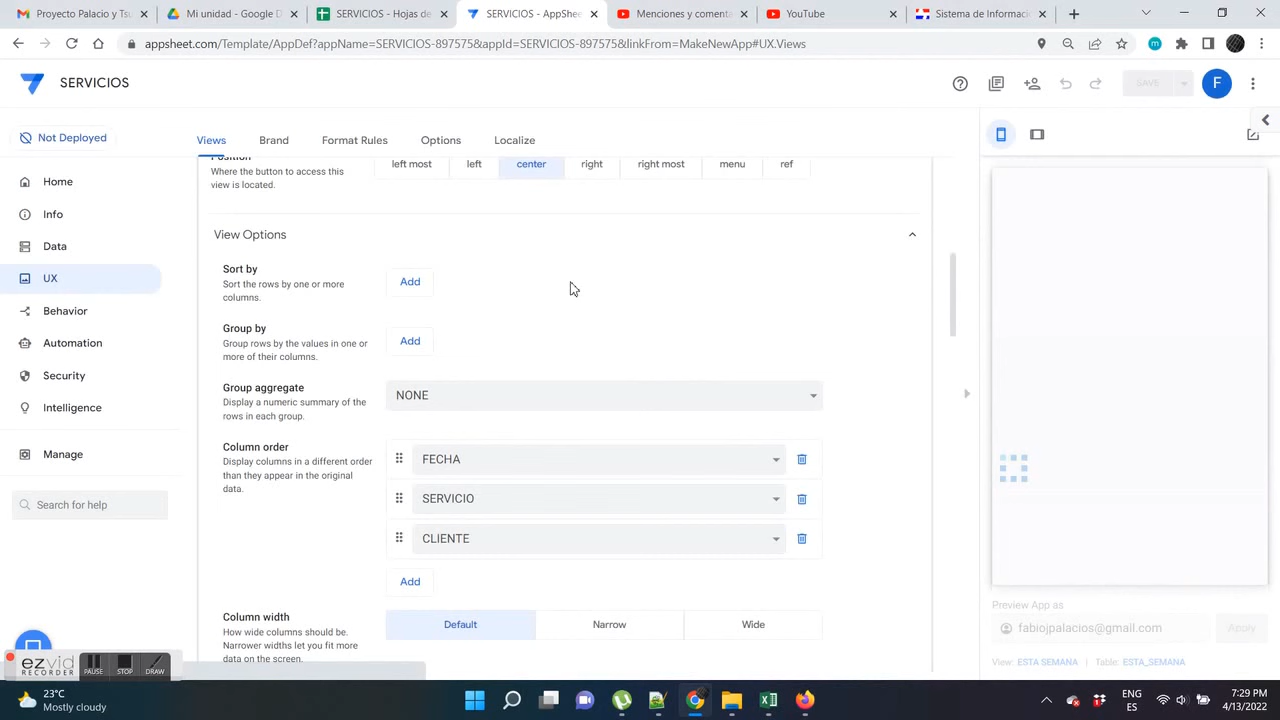 Proyecto Palacio y Tsu
Mi unidad - Google D
SERVICIOS - Hojas de
SERVICIOS - AppSheet
Menciones y comenta
YouTube
Sistema de Informaci
appsheet.com/Template/AppDef?appName=SERVICIOS-897575&appId=SERVICIOS-897575&linkFrom=MakeNewApp#UX.Views
m
SERVICIOS
SAVE
F
Not Deployed
Views
Brand
Format Rules
Options
Localize
Home
Info
Data
UX
Behavior
Automation
Security
Intelligence
Manage
Search for help
Position
Where the button to access this
view is located.
left most
left
center
right
right most
menu
ref
View Options
Sort by
Sort the rows by one or more
columns.
Add
Group by
Group rows by the values in one or
more of their columns.
Add
Group aggregate
Display a numeric summary of the
rows in each group.
NONE
Column order
Display columns in a different order
than they appear in the original
data.
FECHA
SERVICIO
CLIENTE
Add
Column width
How wide columns should be.
Narrower widths let you fit more
data on the screen.
Default
Narrow
Wide
Preview App as
fabiojpalacios@gmail.com
Apply
View: ESTA SEMANA | Table: ESTA_SEMANA
ezvid
RECORDER
PAUSE
STOP
DRAW
23°C
Mostly cloudy
ENG
ES
7:29 PM
4/13/2022